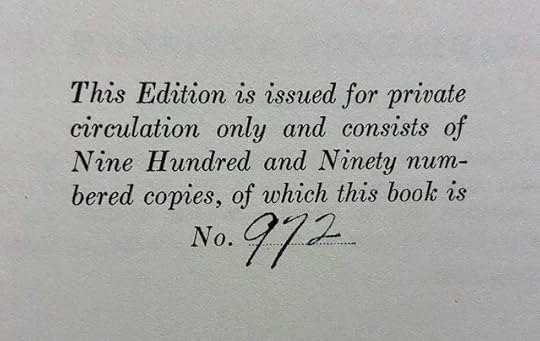 This Edition is issued for private
circulation only and consists of
Nine Hundred and Ninety num-
bered copies, of which this book is
No. 972